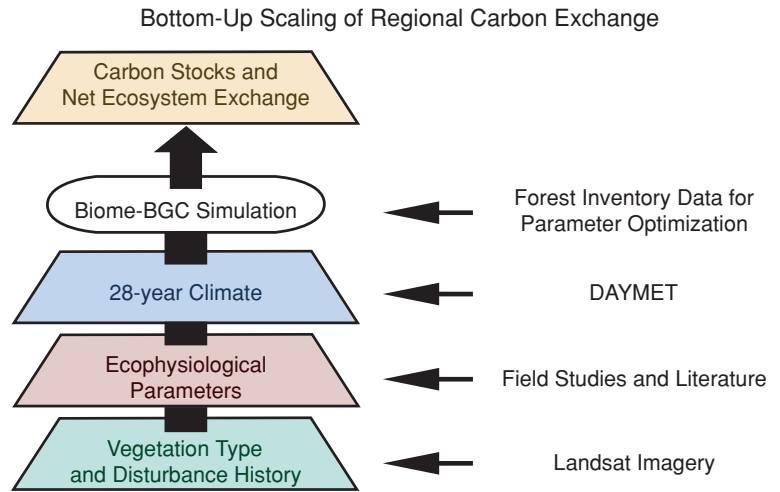 Bottom-Up Scaling of Regional Carbon Exchange
Carbon Stocks and
Net Ecosystem Exchange
Biome-BGC Simulation
Forest Inventory Data for
Parameter Optimization
28-year Climate
DAYMET
Ecophysiological
Parameters
Field Studies and Literature
Vegetation Type
and Disturbance History
Landsat Imagery